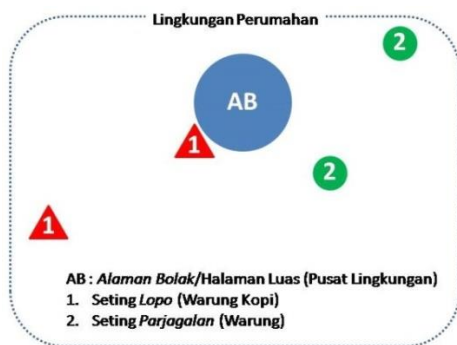 Lingkungan Perumahan
2
AB
1
2
1
AB : Alaman Bolak/Halaman Luas (Pusat Lingkungan)
1. Seting Lopo (Warung Kopi)
2. Seting Parjagalan (Warung)